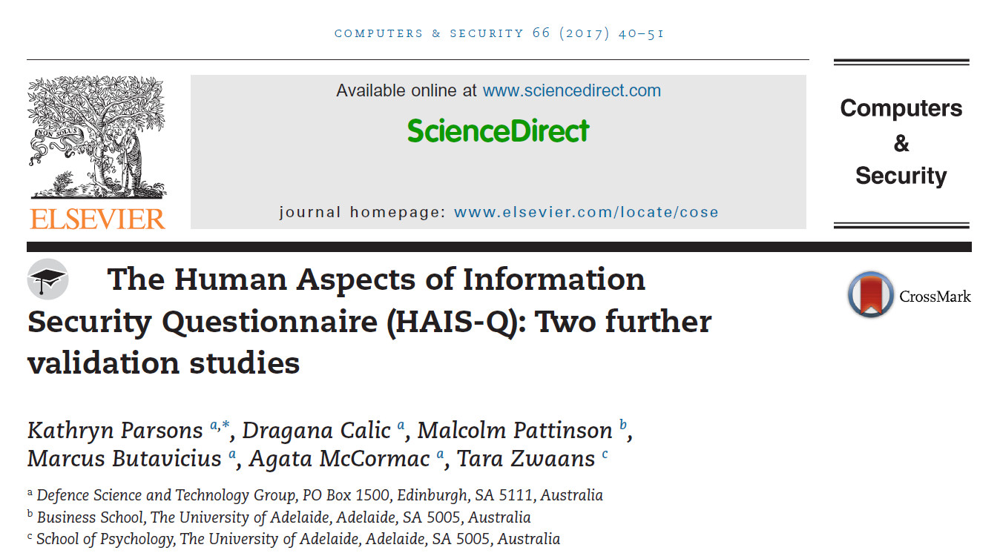 COMPUTERS & SECURITY 66 (2017) 40–51
Available online at www.sciencedirect.com
ScienceDirect
journal homepage: www.elsevier.com/locate/cose
NON SOLUS
ELSEVIER
Computers
&
Security
The Human Aspects of Information
Security Questionnaire (HAIS-Q): Two further
validation studies
CrossMark
Kathryn Parsons a,*, Dragana Calic a, Malcolm Pattinson b,
Marcus Butavicius a, Agata McCormac a, Tara Zwaans c
a Defence Science and Technology Group, PO Box 1500, Edinburgh, SA 5111, Australia
b Business School, The University of Adelaide, Adelaide, SA 5005, Australia
c School of Psychology, The University of Adelaide, Adelaide, SA 5005, Australia